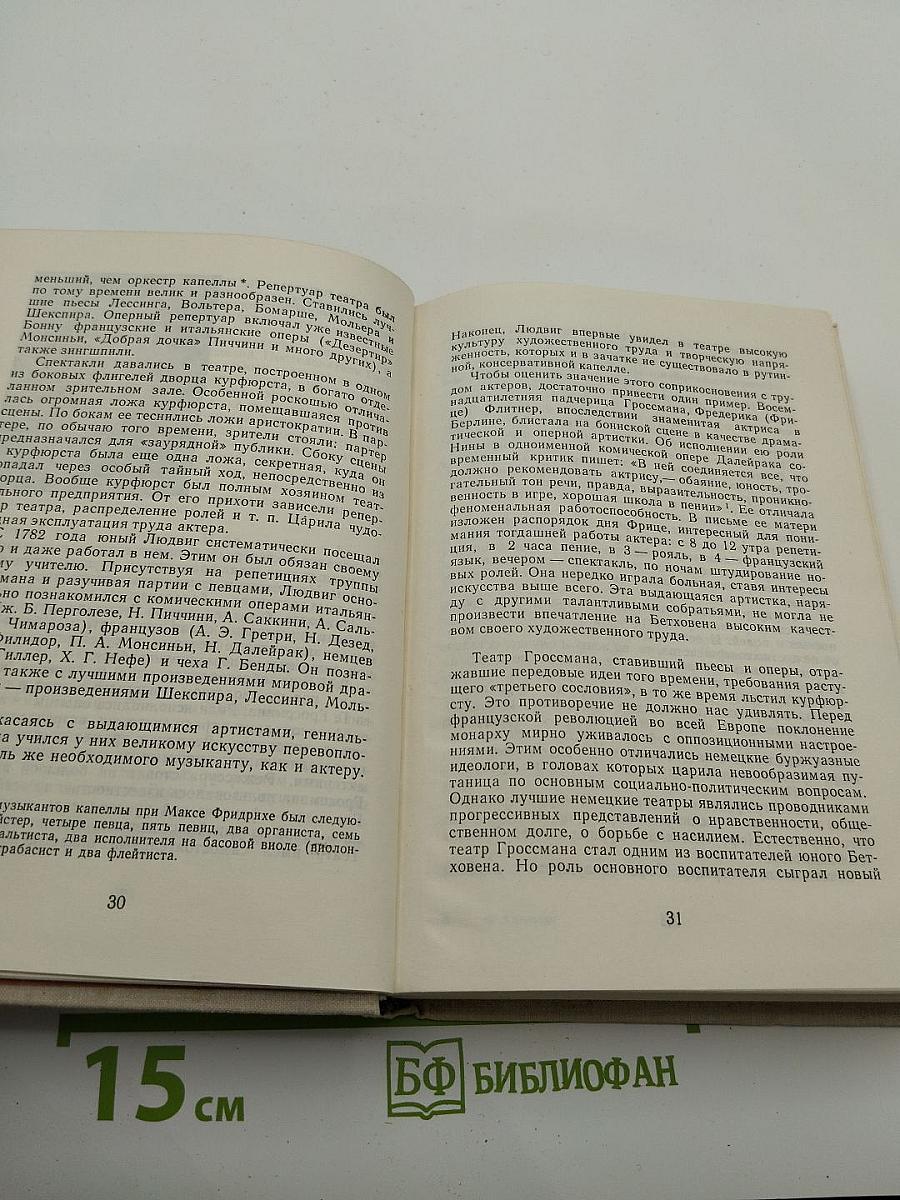 меньший, чем оркестр капеллы*. Репертуар театра был
по тому времени велик и разнообразен. Ставились луч-
шие пьесы Лессинга, Вольтера, Бомарше, Мольера и
Шекспира. Оперный репертуар включал уже известные
Бонну французские и итальянские оперы («Дезертир»
Монсиньи, «Добрая дочка» Пиччини и много других), а
также зингшпили.
Спектакли давались в театре, построенном в одном
из боковых флигелей дворца курфюрста, в богато отде-
ланном зрительном зале. Особенной роскошью отлича-
лась огромная ложа курфюрста, помещавшаяся против
сцены. По бокам ее теснились ложи аристократии. В пар-
тере, по обычаю того времени, зрители стояли: партер
предназначался для «заурядной» публики. Сбоку сцены
курфюрста была еще одна ложа, секретная, куда он
попадал через особый тайный ход, непосредственно из
орца. Вообще курфюрст был полным хозяином теат-
льного предприятия. От его прихоти зависели репер-
р театра, распределение ролей и т. п. Царила чудо-
ная эксплуатация труда актера.
С 1782 года юный Людвиг систематически посещал
р и даже работал в нем. Этим он был обязан своему
му учителю. Присутствуя на репетициях труппы
мана и разучивая партии с певцами, Людвиг осно-
ьно познакомился с комическими операми итальян-
ж. Б. Перголезе, Н. Пиччини, А. Саккини, А. Саль-
Чимароза), французов (А. Э. Гретри, Н. Дезед,
Филидор, П. А. Монсиньи, Н. Далейрак), немцев
Гиллер, Х. Г. Нефе) и чеха Г. Бенды. Он позна-
также с лучшими произведениями мировой дра-
— произведениями Шекспира, Лессинга, Моль-
касаясь с выдающимися артистами, гениаль-
а учился у них великому искусству перевопло-
ль же необходимого музыканту, как и актеру.
узыкантов капеллы при Максе Фридрихе был следую-
йстер, четыре певца, пять певиц, два органиста, семь
альтиста, два исполнителя на басовой виоле (виолон-
трабасист и два флейтиста.
30
Наконец, Людвиг впервые увидел в театре высокую
культуру художественного труда и творческую напря-
женность, которых и в зачатке не существовало в рутин-
ной, консервативной капелле.
Чтобы оценить значение этого соприкосновения с тру-
дом актеров, достаточно привести один пример. Восем-
надцатилетняя падчерица Гроссмана, Фредерика (Фри-
це) Флитнер, впоследствии знаменитая актриса в
Берлине, блистала на боннской сцене в качестве драма-
тической и оперной артистки. Об исполнении ею роли
Нины в одноименной комической опере Далейрака со-
временный критик пишет: «В ней соединяется все, что
должно рекомендовать актрису,— обаяние, юность, тро-
гательный тон речи, правда, выразительность, проникно-
венность в игре, хорошая школа в пении»¹. Ее отличала
феноменальная работоспособность. В письме ее матери
изложен распорядок дня Фрице, интересный для пони-
мания тогдашней работы актера: с 8 до 12 утра репети-
ция, в 2 часа пение, в 3 — рояль, в 4 — французский
язык, вечером — спектакль, по ночам штудирование но-
вых ролей. Она нередко играла больная, ставя интересы
искусства выше всего. Эта выдающаяся артистка, наря-
ду с другими талантливыми собратьями, не могла не
произвести впечатление на Бетховена высоким качест-
вом своего художественного труда.
Театр Гроссмана, ставивший пьесы и оперы, отра-
жавшие передовые идеи того времени, требования расту-
щего «третьего сословия», в то же время льстил курфюр-
сту. Это противоречие не должно нас удивлять. Перед
французской революцией во всей Европе поклонение
монарху мирно уживалось с оппозиционными настрое-
ниями. Этим особенно отличались немецкие буржуазные
идеологи, в головах которых царила невообразимая пу-
таница по основным социально-политическим вопросам.
Однако лучшие немецкие театры являлись проводниками
прогрессивных представлений о нравственности, обще-
ственном долге, о борьбе с насилием. Естественно, что
театр Гроссмана стал одним из воспитателей юного Бет-
ховена. Но роль основного воспитателя сыграл новый
31
15 см
БФ БИБЛИОФАН